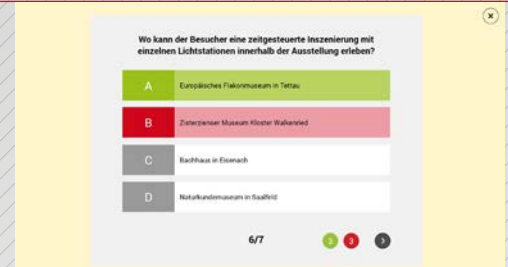 Wo kann der Besucher eine zeitgesteuerte Inszenierung mit
einzelnen Lichtstationen innerhalb der Ausstellung erleben?
A Europäisches Flakonmuseum in Tettau
B Zisterzienser Museum Kloster Walkenried
C Bachhaus in Eisenach
D Naturkundemuseum in Saalfeld
6/7 3 3